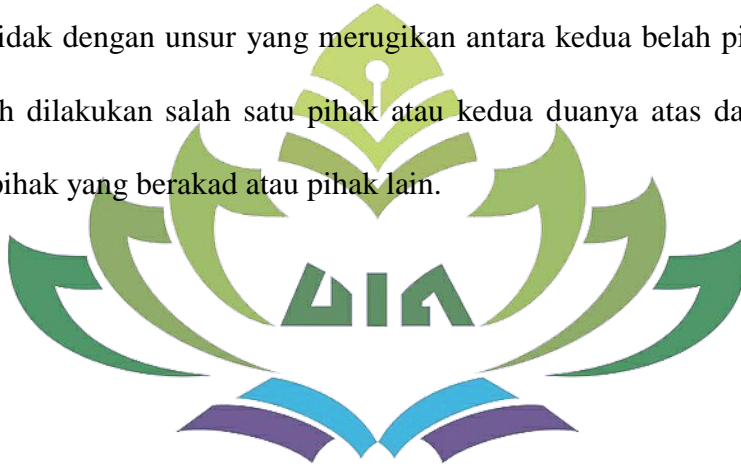 idak dengan unsur yang merugikan antara kedua belah pi
h dilakukan salah satu pihak atau kedua duanya atas da
pihak yang berakad atau pihak lain.
UIN